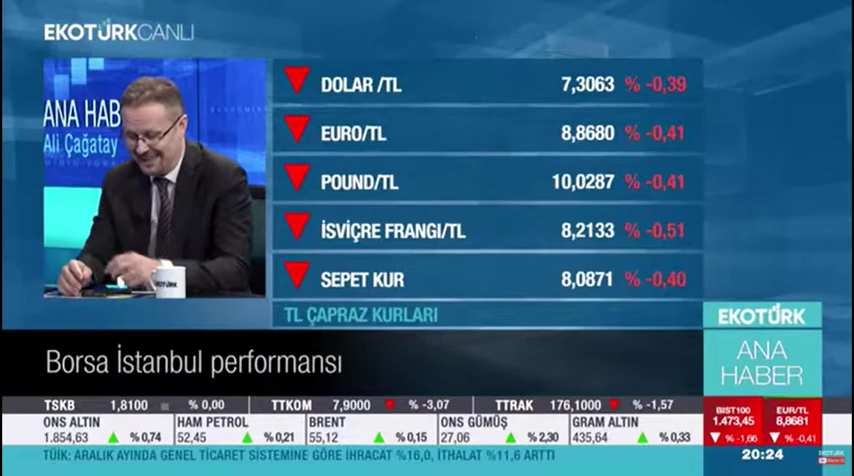 EKOTÜRK CANLI
ANA HAB
Ali Çağatay
DOLAR /TL 7,3063 % -0,39
EURO/TL 8,8680 % -0,41
POUND/TL 10,0287 % -0,41
İSVİÇRE FRANGI/TL 8,2133 % -0,51
SEPET KUR 8,0871 % -0,40
TL ÇAPRAZ KURLARI
EKOTÜRK
EKOTÜRK
ANA
HABER
Borsa İstanbul performansı
TSKB 1,8100 % 0,00 TTKOM 7,9000 % -3,07 TTRAK 176,1000 % -1,57
ONS ALTIN HAM PETROL BRENT ONS GÜMÜŞ GRAM ALTIN
1.854,63 % 0,74 52,45 % 0,21 55,12 % 0,15 27,06 % 2,30 435,64 % 0,33
BIST100 EUR/TL
1.473,45 8,8681
% -1,66 % -0,41
TÜİK: ARALIK AYINDA GENEL TİCARET SİSTEMİNE GÖRE İHRACAT %16,0, İTHALAT %11,6 ARTTI
20:24
EKOTÜRK